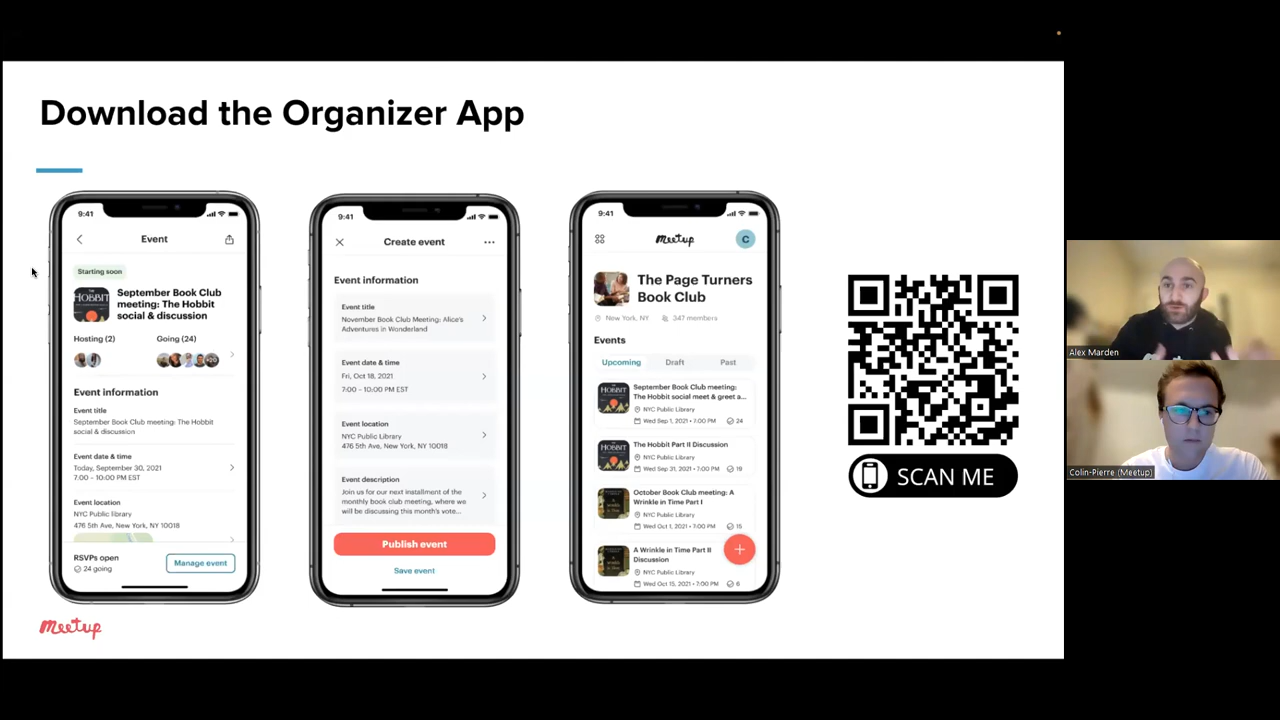 Download the Organizer App
9:41
Event
Starting soon
THE
HOBBIT
September Book Club
meeting: The Hobbit
social & discussion
Hosting (2)
Going (24)
+20
Event information
Event title
September Book Club meeting: The Hobbit
social & discussion
Event date & time
Today, September 30, 2021
7:00 - 10:00 PM EST
Event location
NYC Public Library
476 5th Ave, New York, NY 10018
RSVPs open
24 going
Manage event
9:41
Create event
Event information
Event title
November Book Club Meeting: Alice's
Adventures in Wonderland
Event date & time
Fri, Oct 18, 2021
7:00 - 10:00 PM EST
Event location
NYC Public Library
476 5th Ave, New York, NY 10018
Event description
Join us for our next installment of the
monthly book club meeting, where we
will be discussing this month's vote...
Publish event
Save event
9:41
meetup
C
The Page Turners
Book Club
New York, NY
347 members
Events
Upcoming
Draft
Past
HOBBIT
September Book Club meeting:
The Hobbit social meet & greet a...
NYC Public Library
Wed Sep 1, 2021 • 7:00 PM
24
HOBBIT
The Hobbit Part II Discussion
NYC Public Library
Wed Sep 31, 2021 • 7:00 PM
19
October Book Club meeting: A
Wrinkle in Time Part I
NYC Public Library
Wed Oct 1, 2021 • 7:00 PM
15
A Wrinkle in Time Part II
Discussion
NYC Public Library
Wed Oct 15, 2021 • 7:00 PM
6
SCAN ME
meetup
Alex Marden
Colin-Pierre (Meetup)